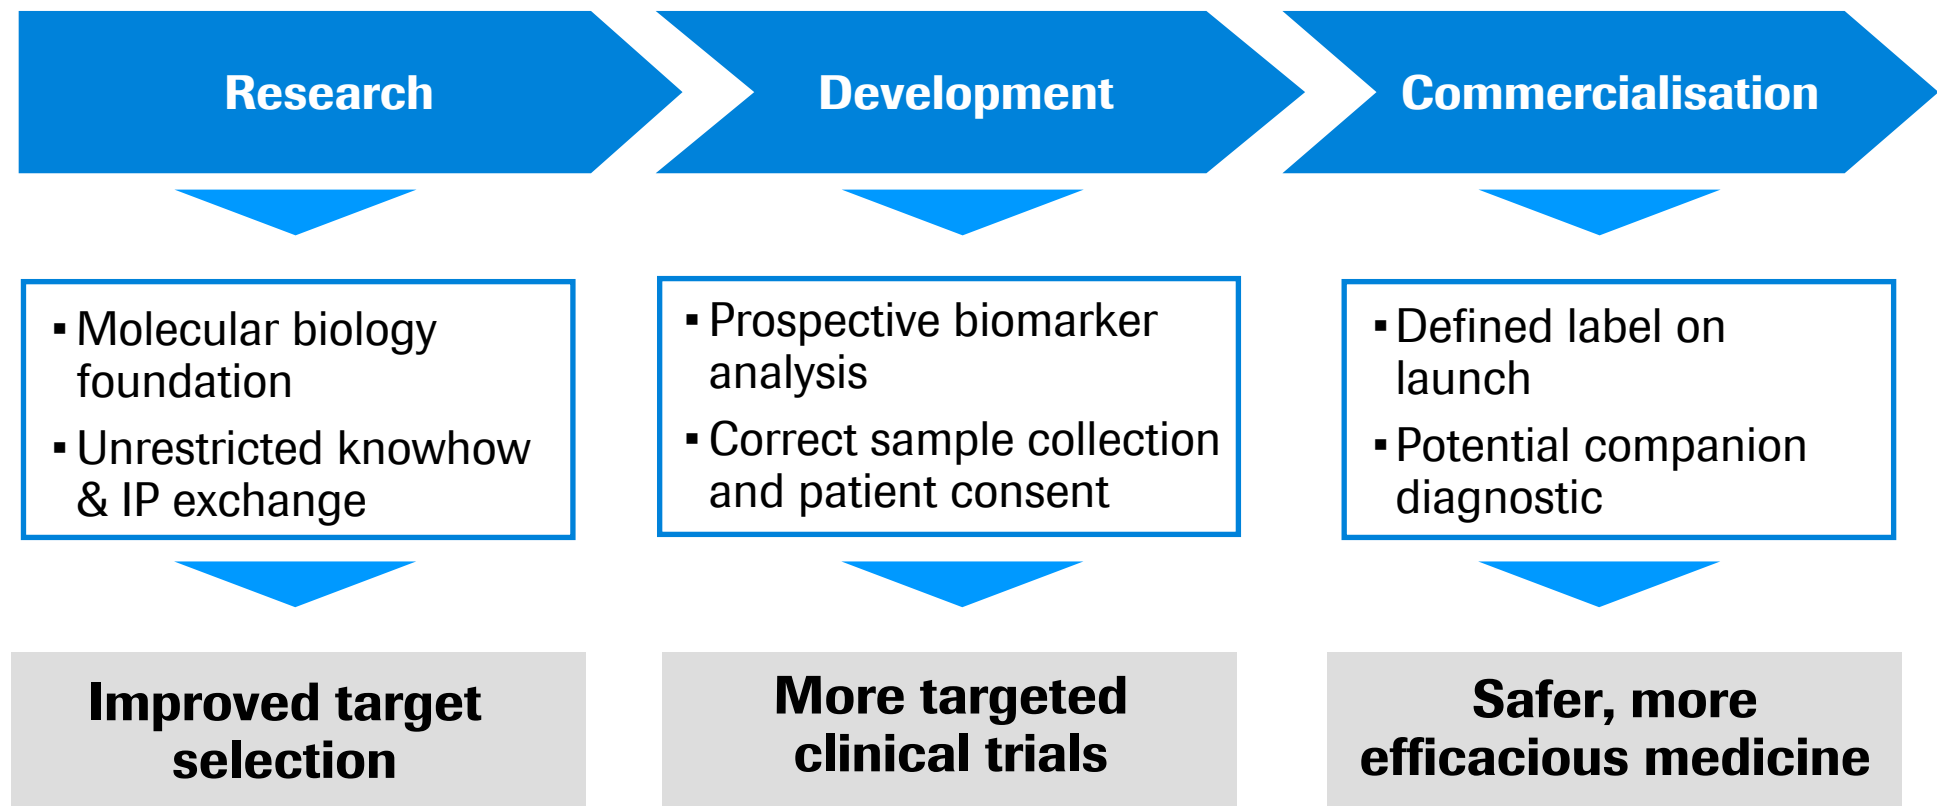 Research
Development
Commercialisation
▪ Molecular biology
foundation
▪ Unrestricted knowhow
& IP exchange
▪ Prospective biomarker
analysis
▪ Correct sample collection
and patient consent
▪ Defined label on
launch
▪ Potential companion
diagnostic
Improved target
selection
More targeted
clinical trials
Safer, more
efficacious medicine